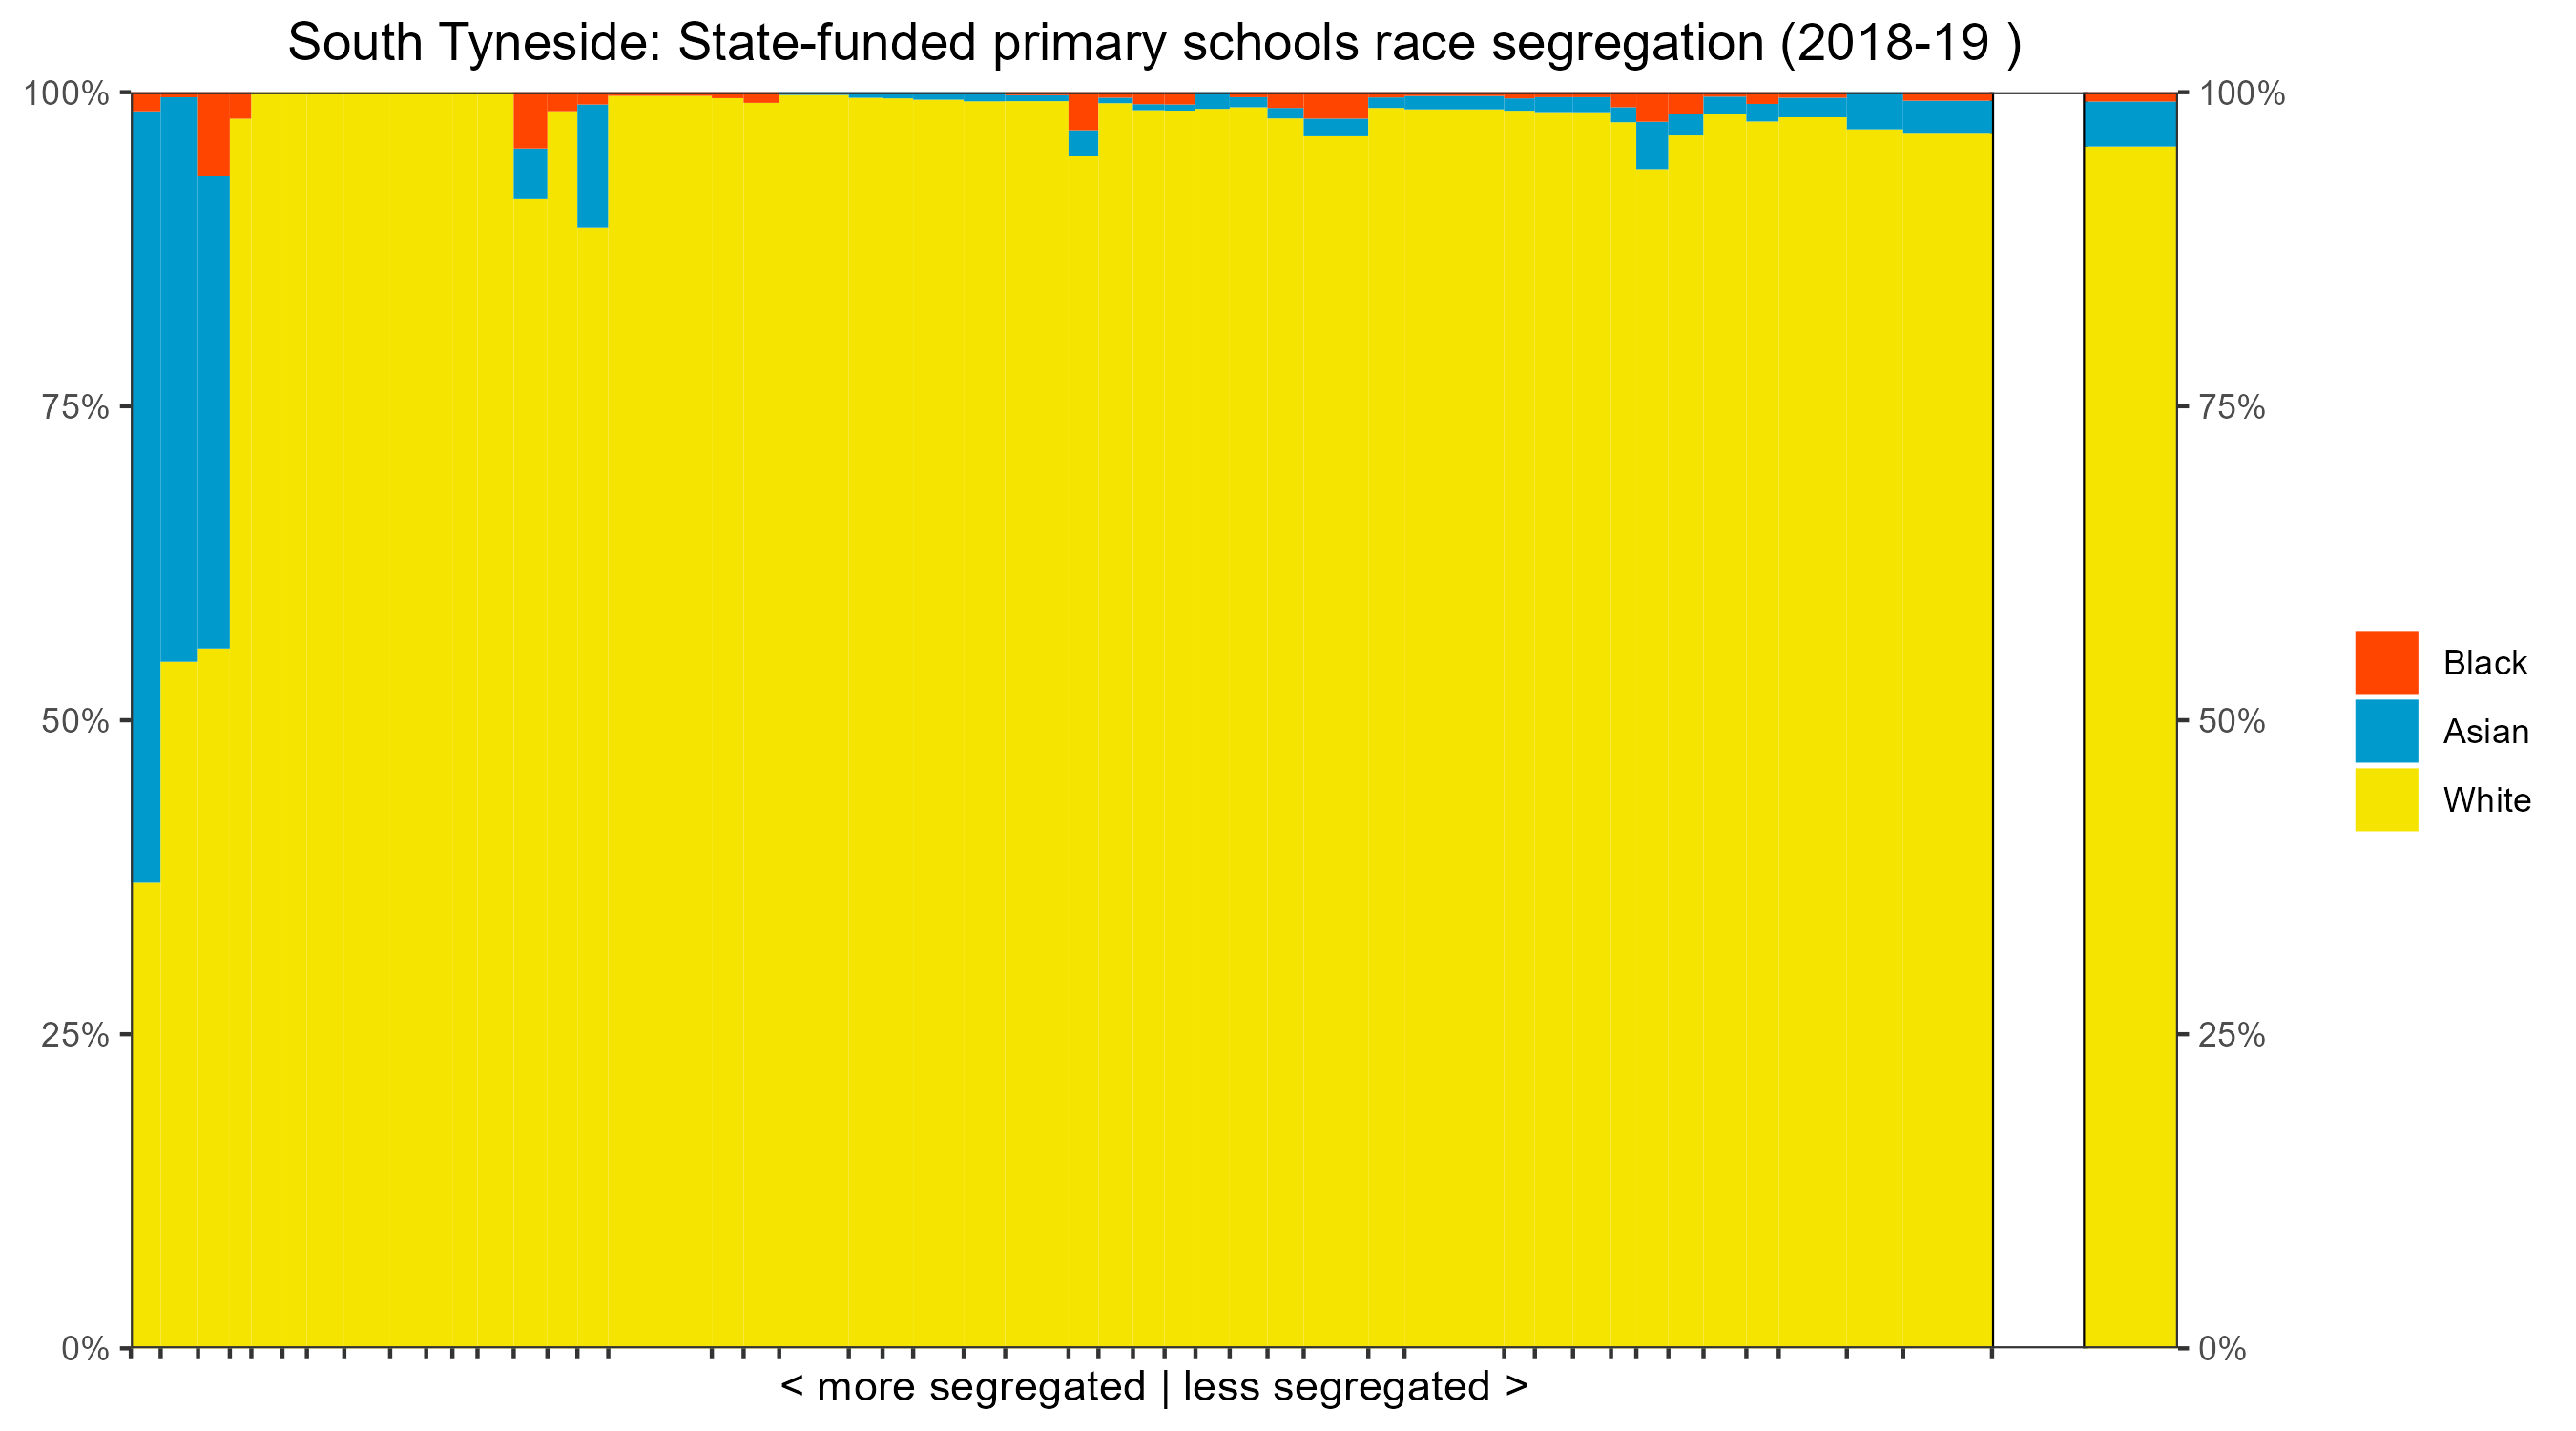 South Tyneside: State-funded primary schools race segregation (2018-19 )
100%
75%
50%
25%
0%
100%
75%
50%
25%
0%
Black
Asian
White
< more segregated | less segregated >